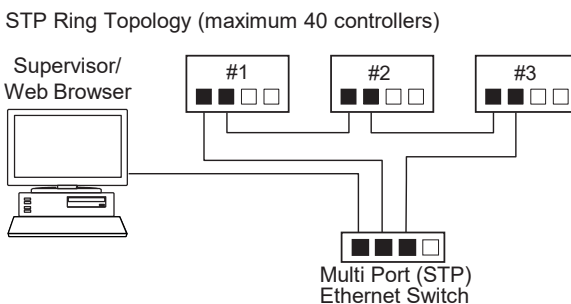 STP Ring Topology (maximum 40 controllers)
Supervisor/
Web Browser
#1
#2
#3
Multi Port (STP)
Ethernet Switch